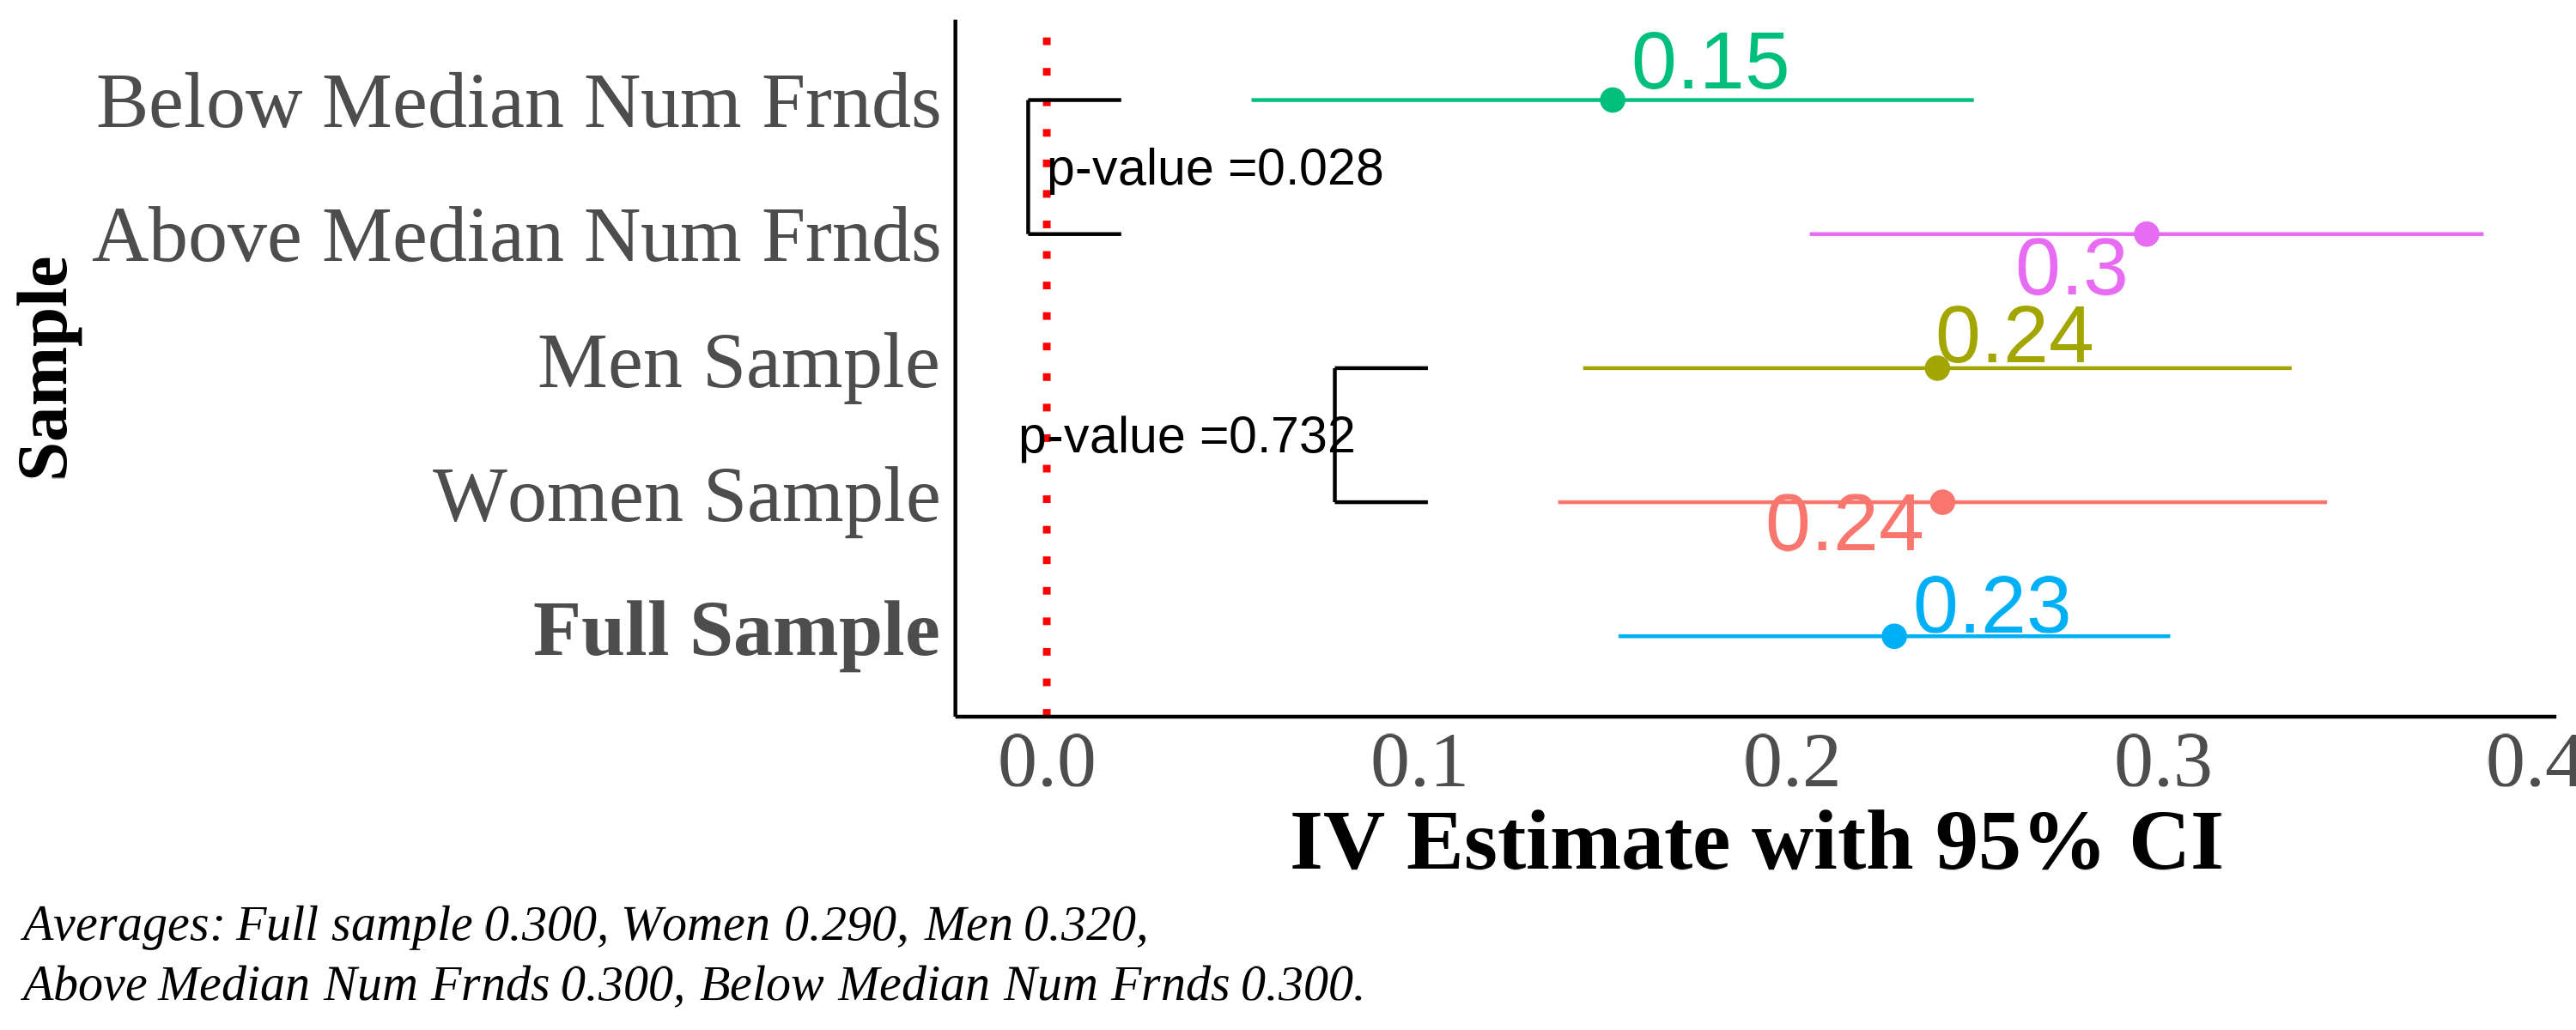 0.15
Below Median Num Frnds
p-value =0.028
Above Median Num Frnds
0.3
0.24
Men Sample
p-value =0.732
Women Sample
0.24
0.23
Full Sample
Sample
0.0 0.1 0.2 0.3 0.4
IV Estimate with 95% CI
Averages: Full sample 0.300, Women 0.290, Men 0.320,
Above Median Num Frnds 0.300, Below Median Num Frnds 0.300.